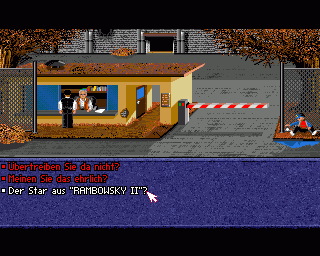 • Übertreiben Sie da nicht?
• Meinen Sie das ehrlich?
• Der Star aus "RAMBOWSKY II"?